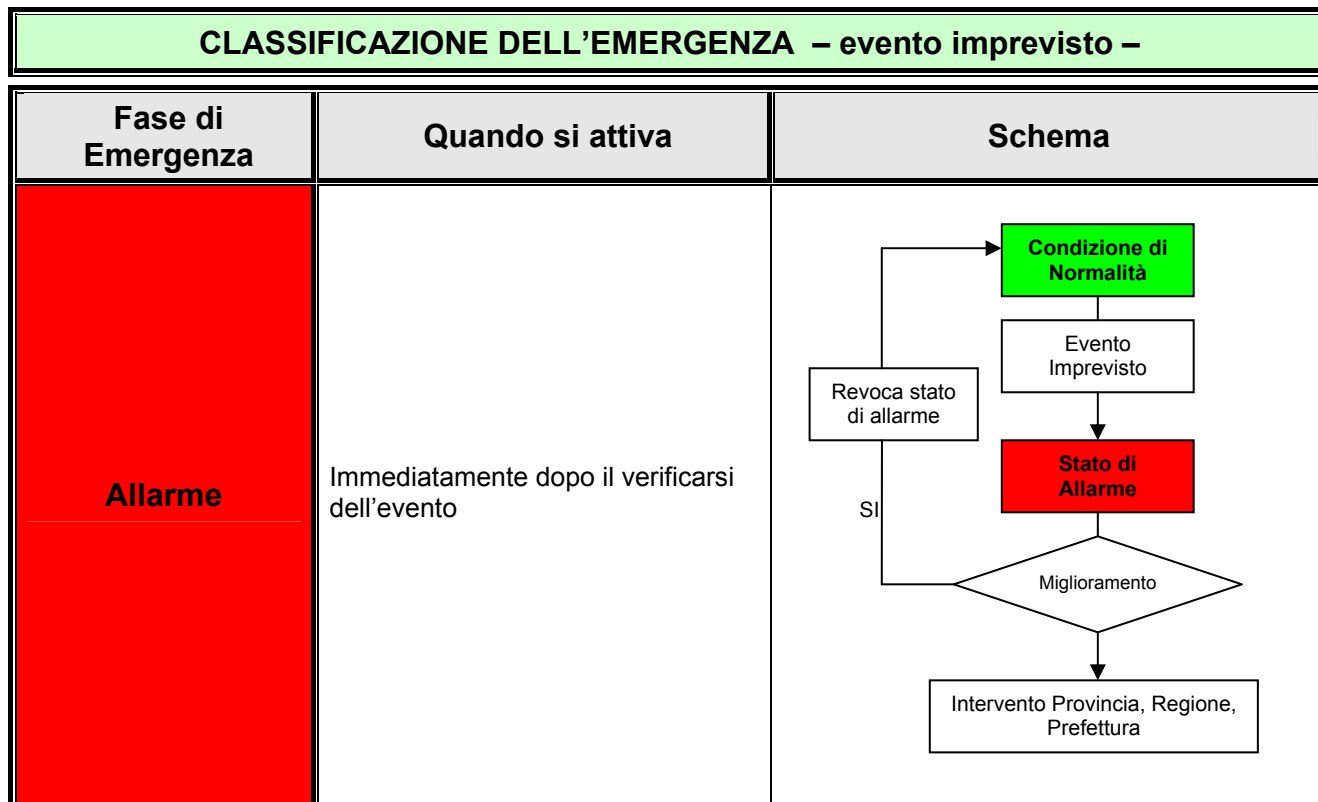 CLASSIFICAZIONE DELL’EMERGENZA – evento imprevisto –
Fase di
Emergenza
Quando si attiva
Schema
Allarme
Immediatamente dopo il verificarsi
dell’evento
Condizione di
Normalità
Evento
Imprevisto
Revoca stato
di allarme
Stato di
Allarme
SI
Miglioramento
Intervento Provincia, Regione,
Prefettura